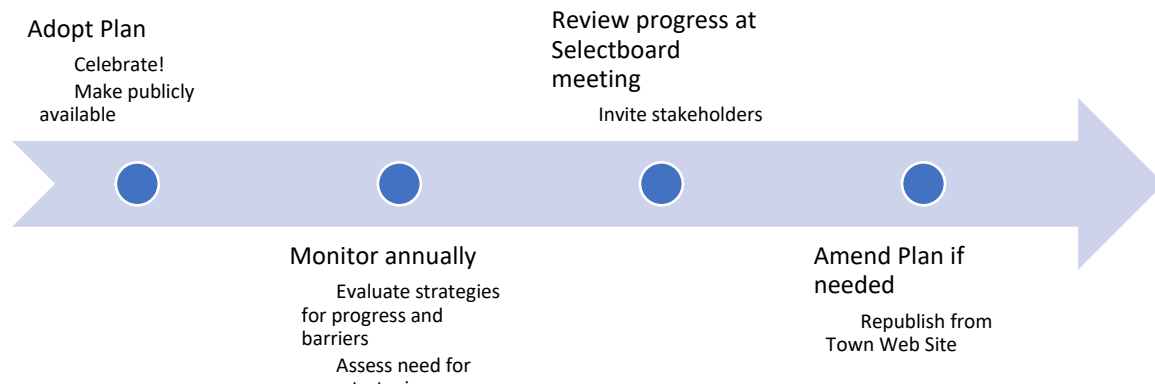 Adopt Plan
Celebrate!
Make publicly
available
Monitor annually
Evaluate strategies
for progress and
barriers
Assess need for
Review progress at
Selectboard
meeting
Invite stakeholders
Amend Plan if
needed
Republish from
Town Web Site